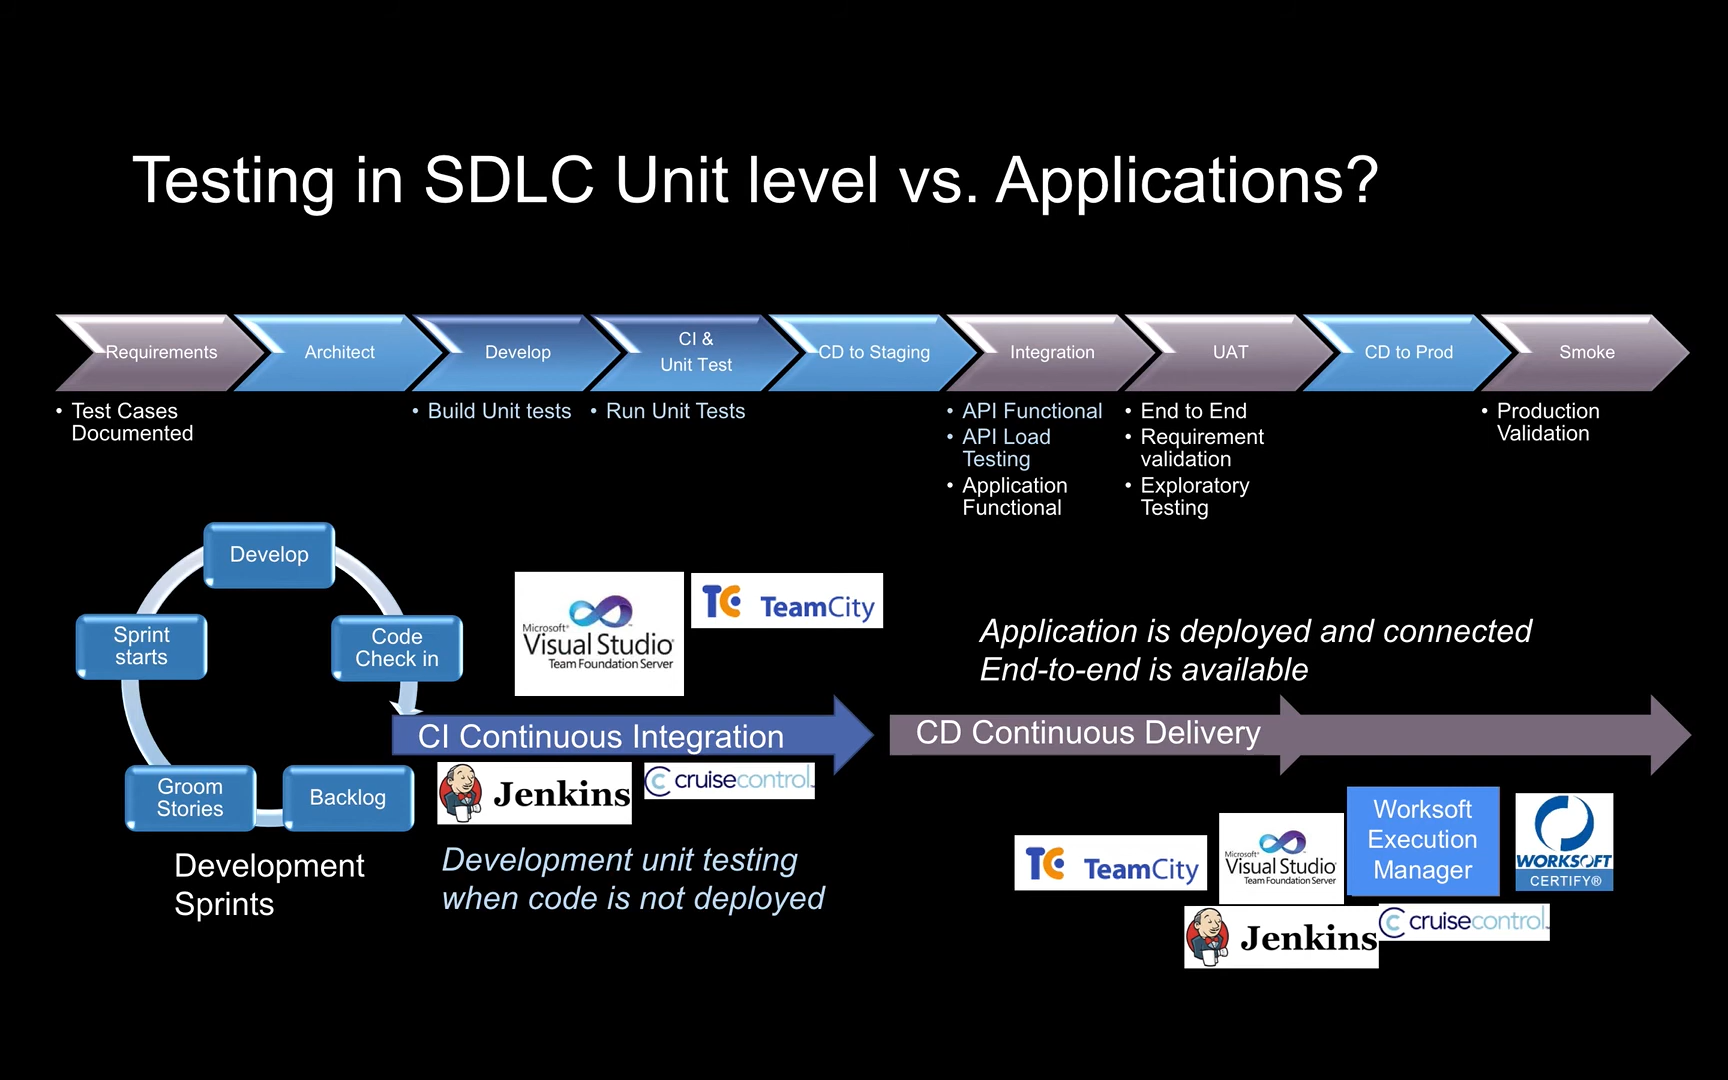 Testing in SDLC Unit level vs. Applications?
Requirements
Architect
Develop
CI &
Unit Test
CD to Staging
Integration
UAT
CD to Prod
Smoke
• Test Cases
Documented
• Build Unit tests
• Run Unit Tests
• API Functional
• API Load
Testing
• Application
Functional
• End to End
• Requirement
validation
• Exploratory
Testing
• Production
Validation
Develop
Sprint
starts
Code
Check in
Groom
Stories
Backlog
Development
Sprints
Microsoft®
Visual Studio®
Team Foundation Server
TC TeamCity
CI Continuous Integration
Jenkins
C cruisecontrol
Development unit testing
when code is not deployed
Application is deployed and connected
End-to-end is available
CD Continuous Delivery
TC TeamCity
Microsoft®
Visual Studio®
Team Foundation Server
Worksoft
Execution
Manager
WORKSOFT
CERTIFY®
Jenkins
C cruisecontrol